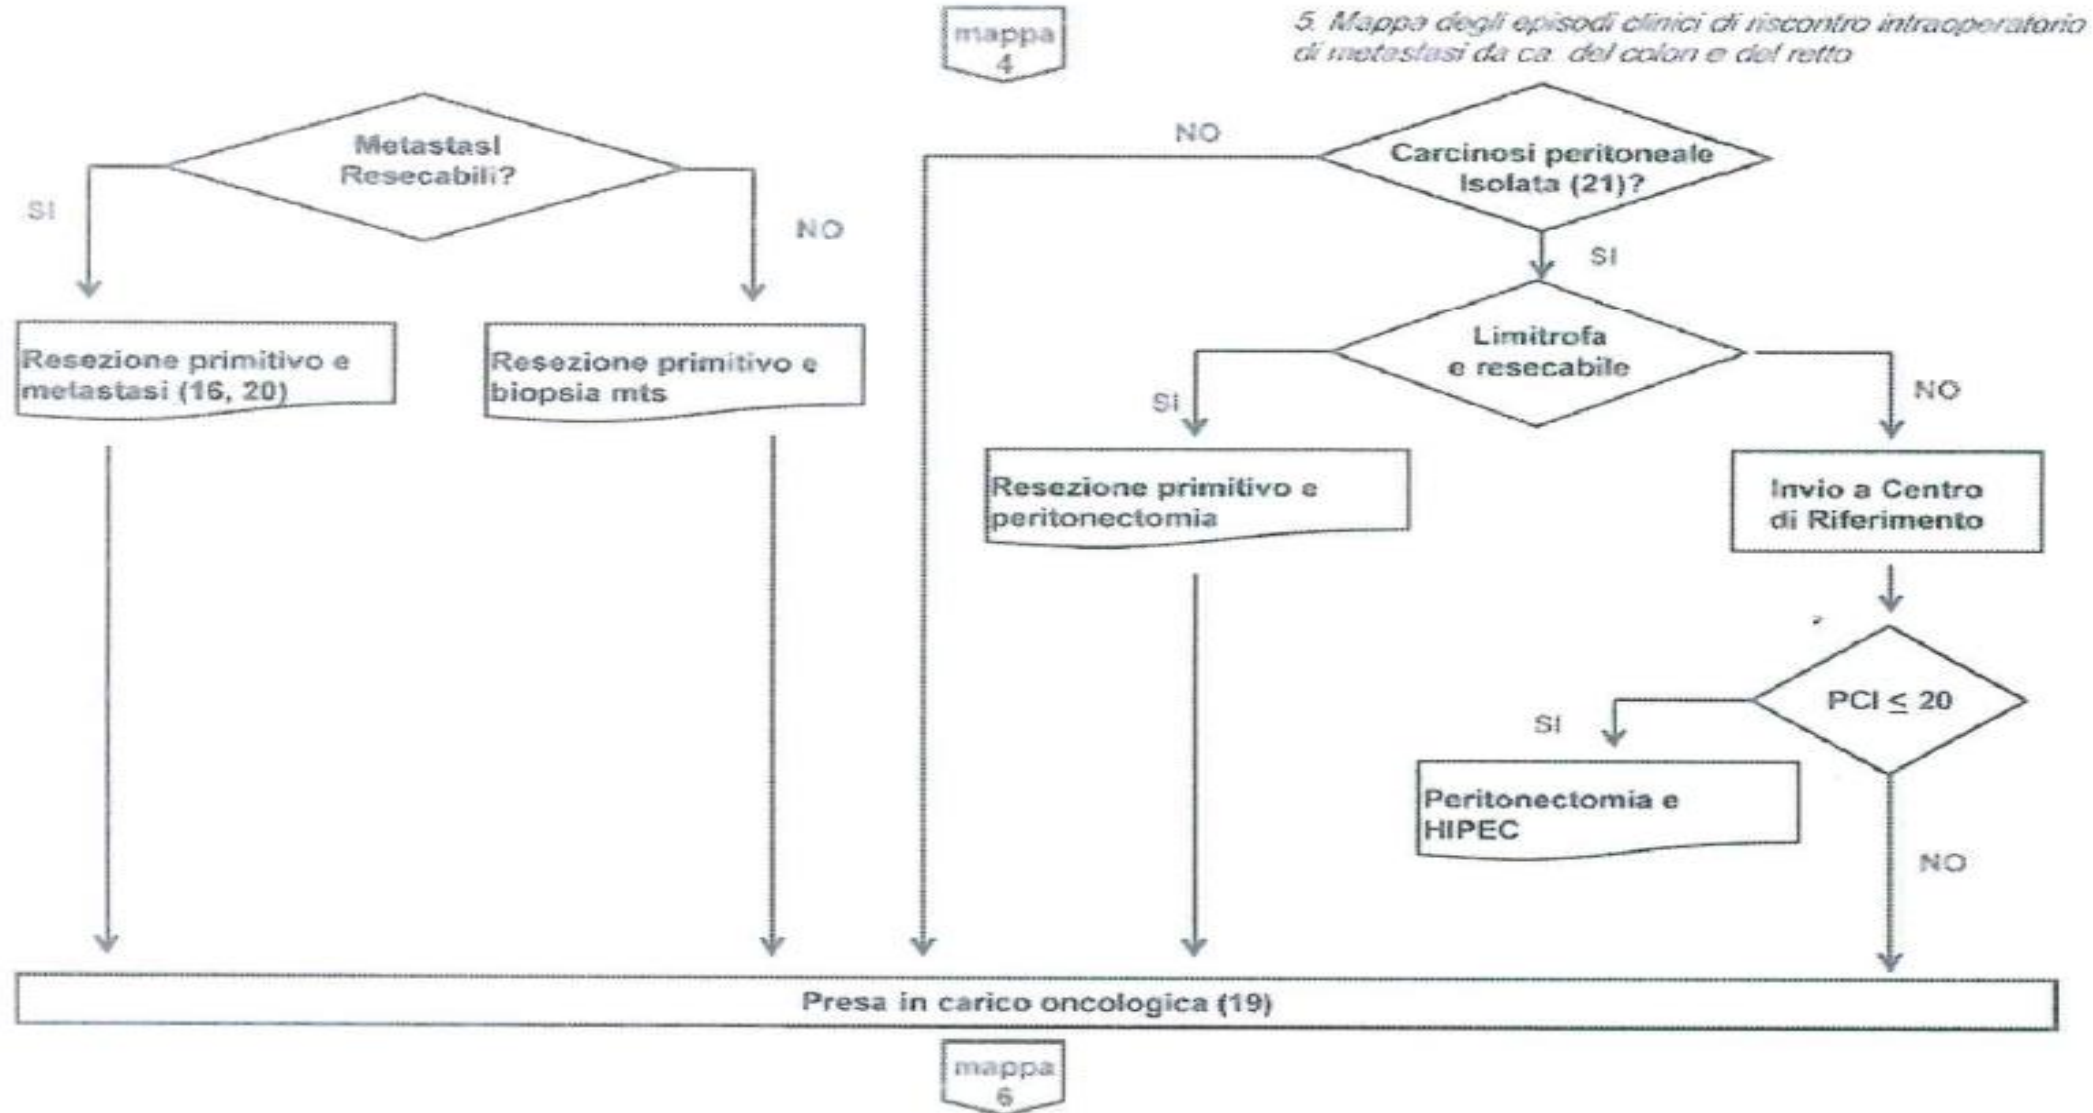 mappa
4
5. Mappa degli episodi clinici di riscontro intraoperatorio
di metastasi da ca. del colon e del retto
Metastasi
Resecabili?
SI
NO
Resezione primitivo e
metastasi (16, 20)
Resezione primitivo e
biopsia mts
NO
Carcinosi peritoneale
Isolata (21)?
SI
Limitrofa
e resecabile
SI
NO
Resezione primitivo e
peritonectomia
Invio a Centro
di Riferimento
PCI ≤ 20
SI
Peritonectomia e
HIPEC
NO
Presa in carico oncologica (19)
mappa
6